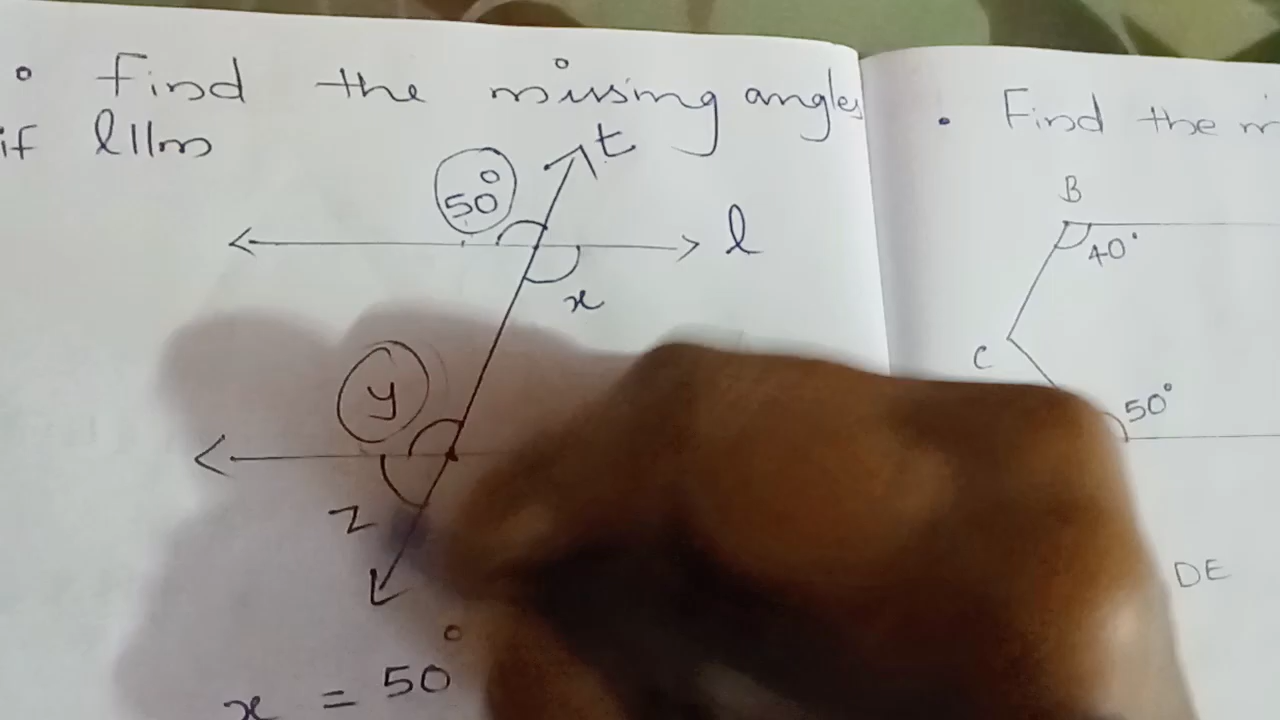 • Find the missing angles
if l||m
t
50°
l
x
y
z
x = 50°
• Find the
B
40°
C
50°
DE